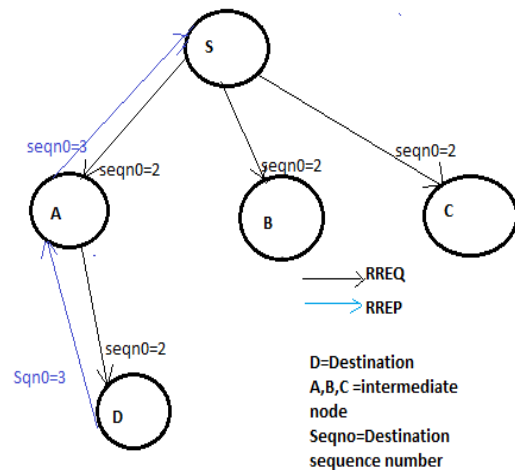 S
seqn0=3
seqn0=2
seqn0=2
seqn0=2
A
B
C
RREQ
RREP
seqn0=2
Sqn0=3
D
D=Destination
A,B,C =intermediate
node
Seqno=Destination
sequence number